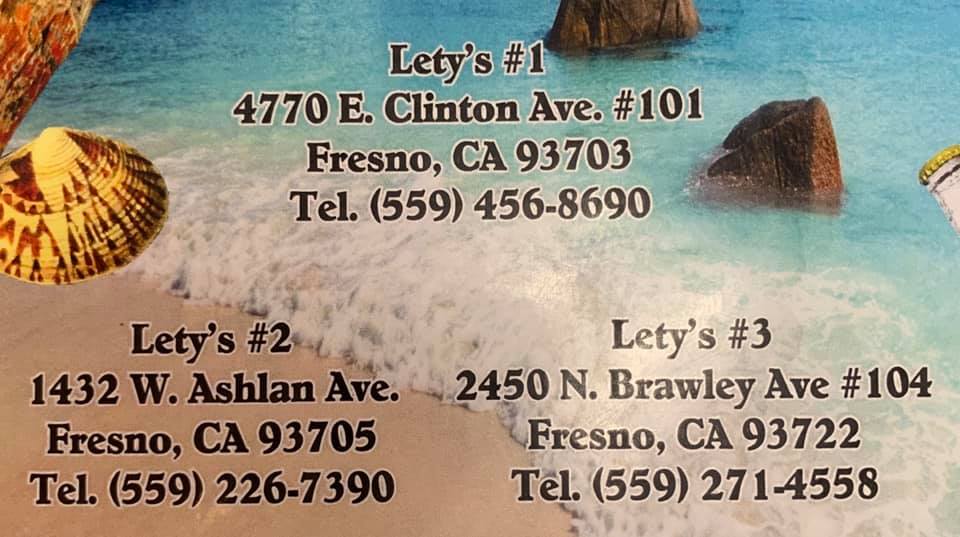 Lety's #1
4770 E. Clinton Ave. #101
Fresno, CA 93703
Tel. (559) 456-8690
Lety's #2
1432 W. Ashlan Ave.
Fresno, CA 93705
Tel. (559) 226-7390
Lety's #3
2450 N. Brawley Ave #104
Fresno, CA 93722
Tel. (559) 271-4558